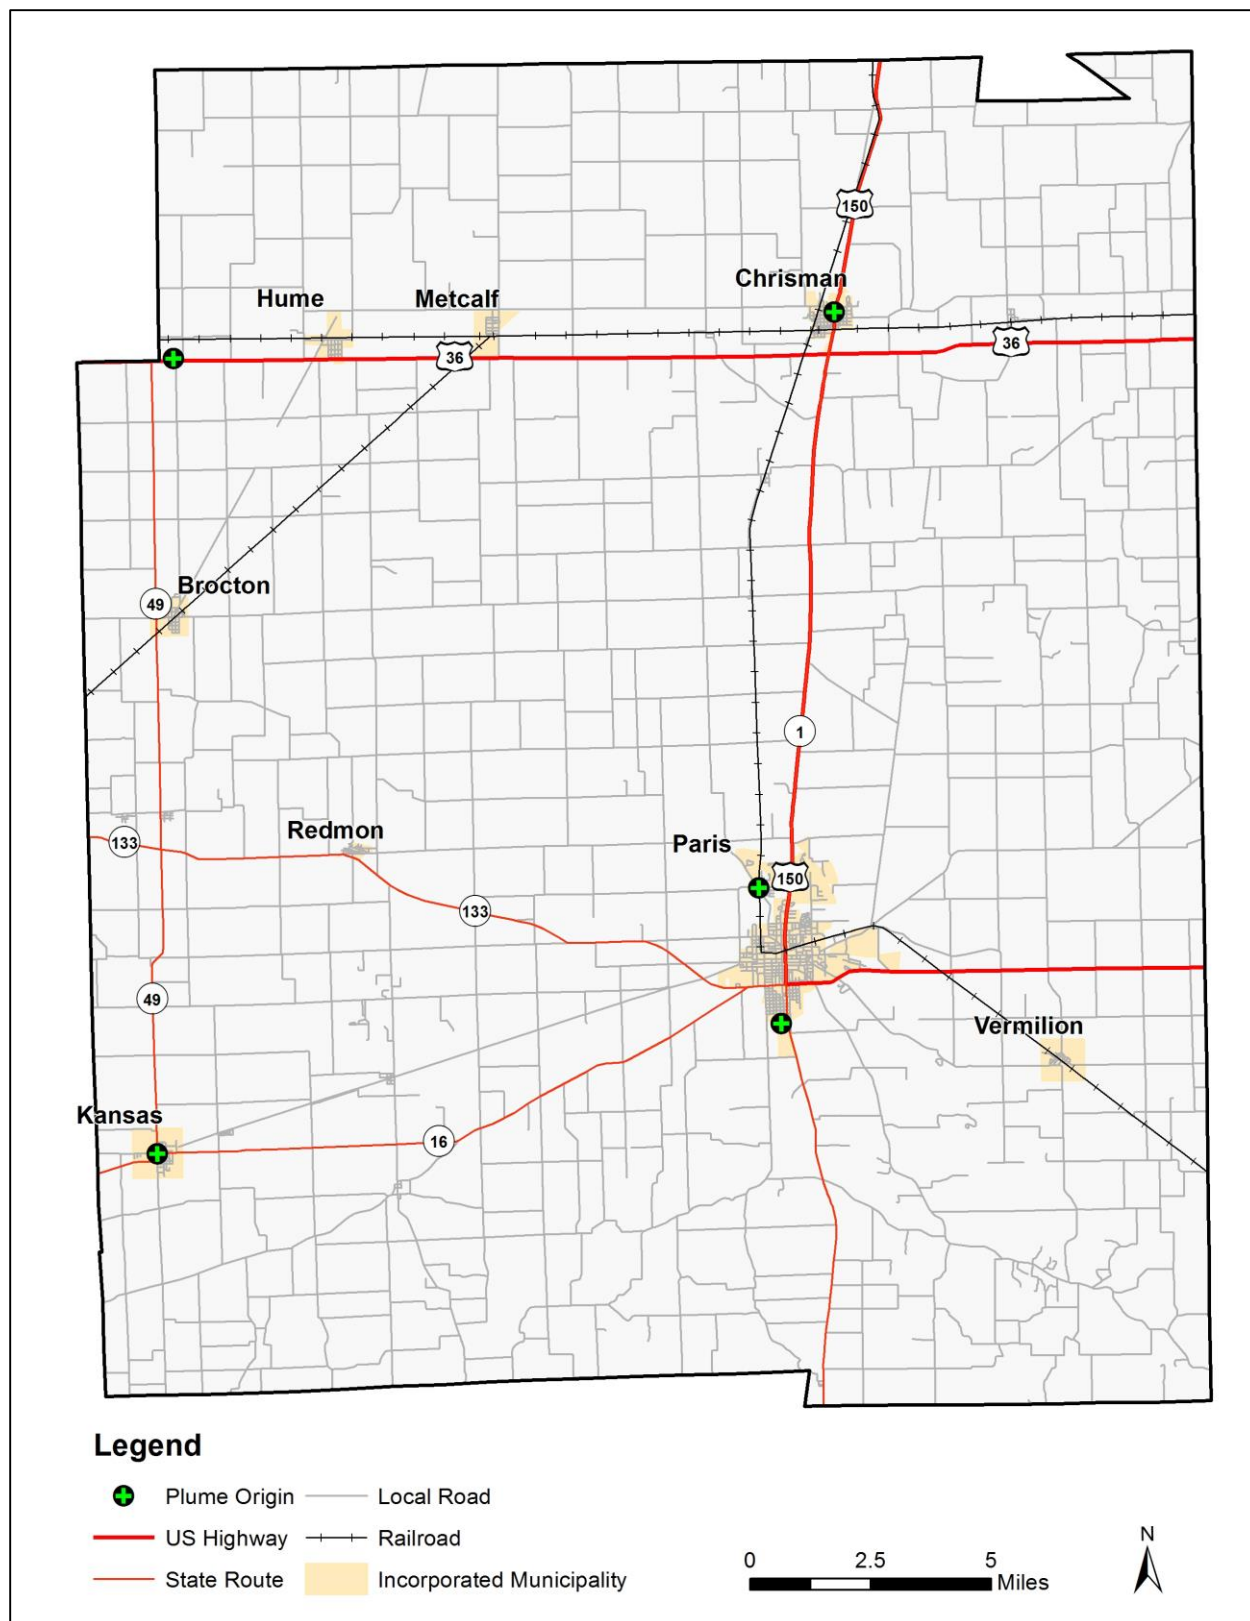 150
Chrisman
Hume
Metcalf
36
36
Brocton
49
1
Redmon
133
Paris
150
133
49
Vermilion
Kansas
16
Legend
Plume Origin
Local Road
US Highway
Railroad
State Route
Incorporated Municipality
0 2.5 5
Miles
N